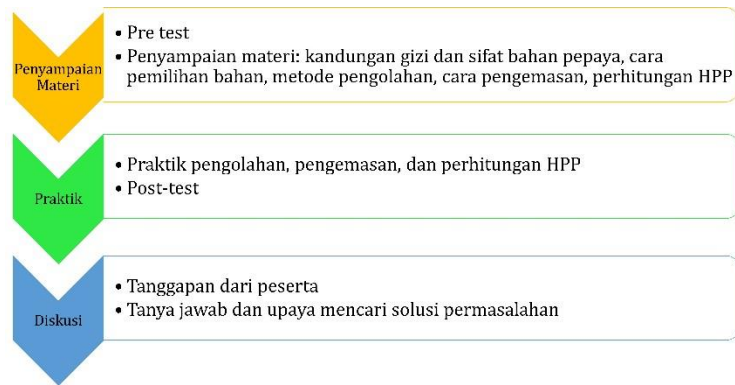 Penyampaian
Materi
• Pre test
• Penyampaian materi: kandungan gizi dan sifat bahan pepaya, cara
pemilihan bahan, metode pengolahan, cara pengemasan, perhitungan HPP
Praktik
• Praktik pengolahan, pengemasan, dan perhitungan HPP
• Post-test
Diskusi
• Tanggapan dari peserta
• Tanya jawab dan upaya mencari solusi permasalahan